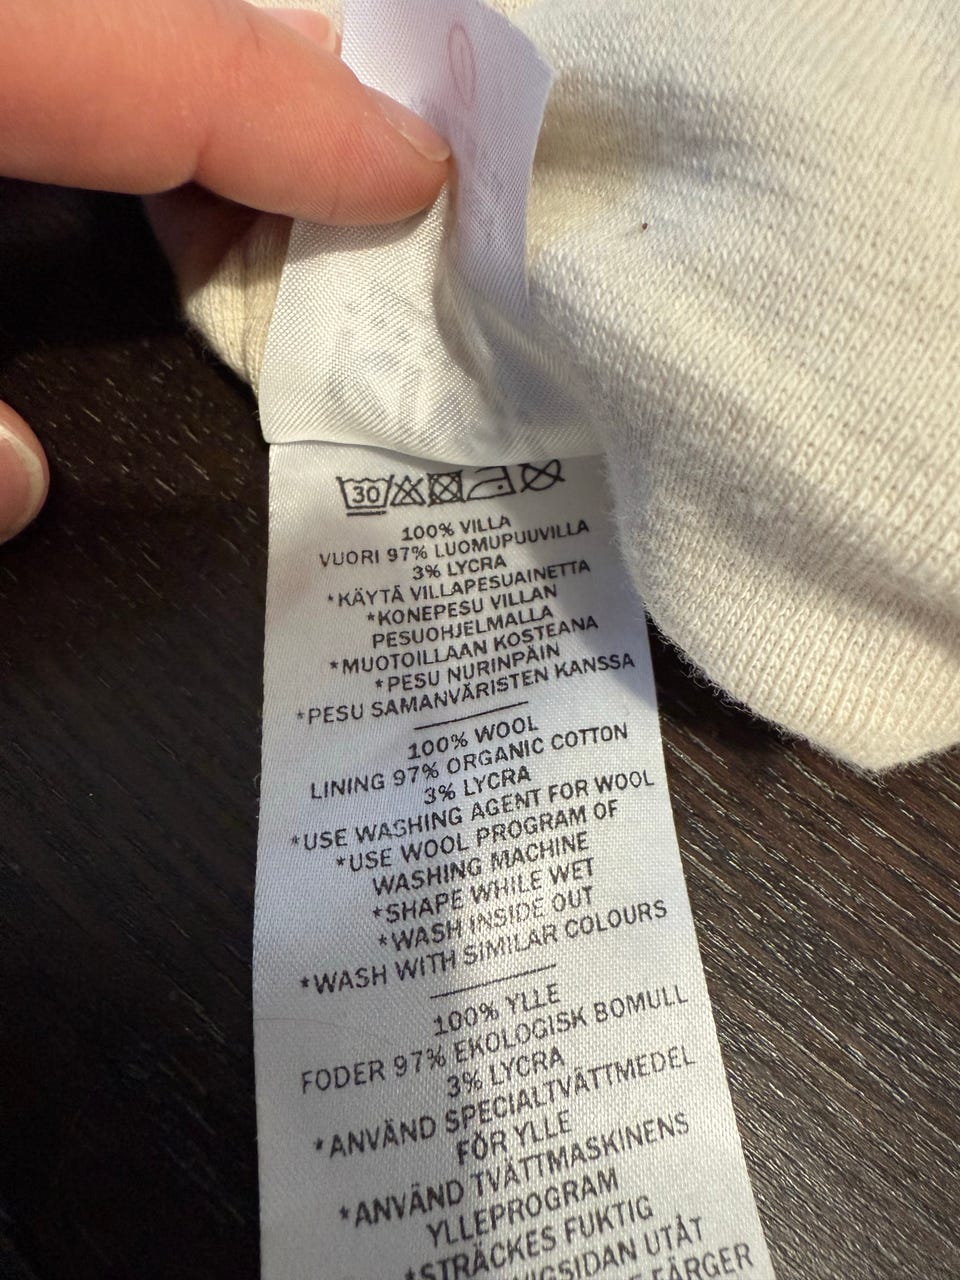 30
100% VILLA
VUORI 97% LUOMUPUUVILLA
3% LYCRA
*KÄYTÄ VILLAPESUAINETTA
*KONEPESU VILLAN
PESUOHJELMALLA
*MUOTOILLAAN KOSTEANA
*PESU NURINPÄIN
*PESU SAMANVÄRISTEN KANSSA
100% WOOL
LINING 97% ORGANIC COTTON
3% LYCRA
*USE WASHING AGENT FOR WOOL
*USE WOOL PROGRAM OF
WASHING MACHINE
*SHAPE WHILE WET
*WASH INSIDE OUT
*WASH WITH SIMILAR COLOURS
100% YLLE
FODER 97% EKOLOGISK BOMULL
3% LYCRA
*ANVÄND SPECIALTVÄTTMEDEL
FÖR YLLE
*ANVÄND TVÄTTMASKINENS
YLLEPROGRAM
*STRÄCKES FUKTIG
UTÅT
FÄRGER